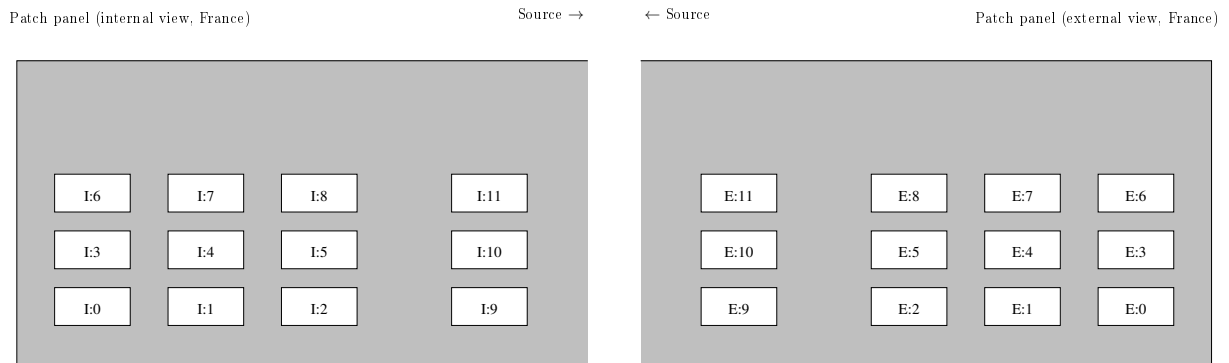 Patch panel (internal view, France)
Source →
I:6 I:7 I:8 I:11
I:3 I:4 I:5 I:10
I:0 I:1 I:2 I:9
← Source
Patch panel (external view, France)
E:11 E:8 E:7 E:6
E:10 E:5 E:4 E:3
E:9 E:2 E:1 E:0